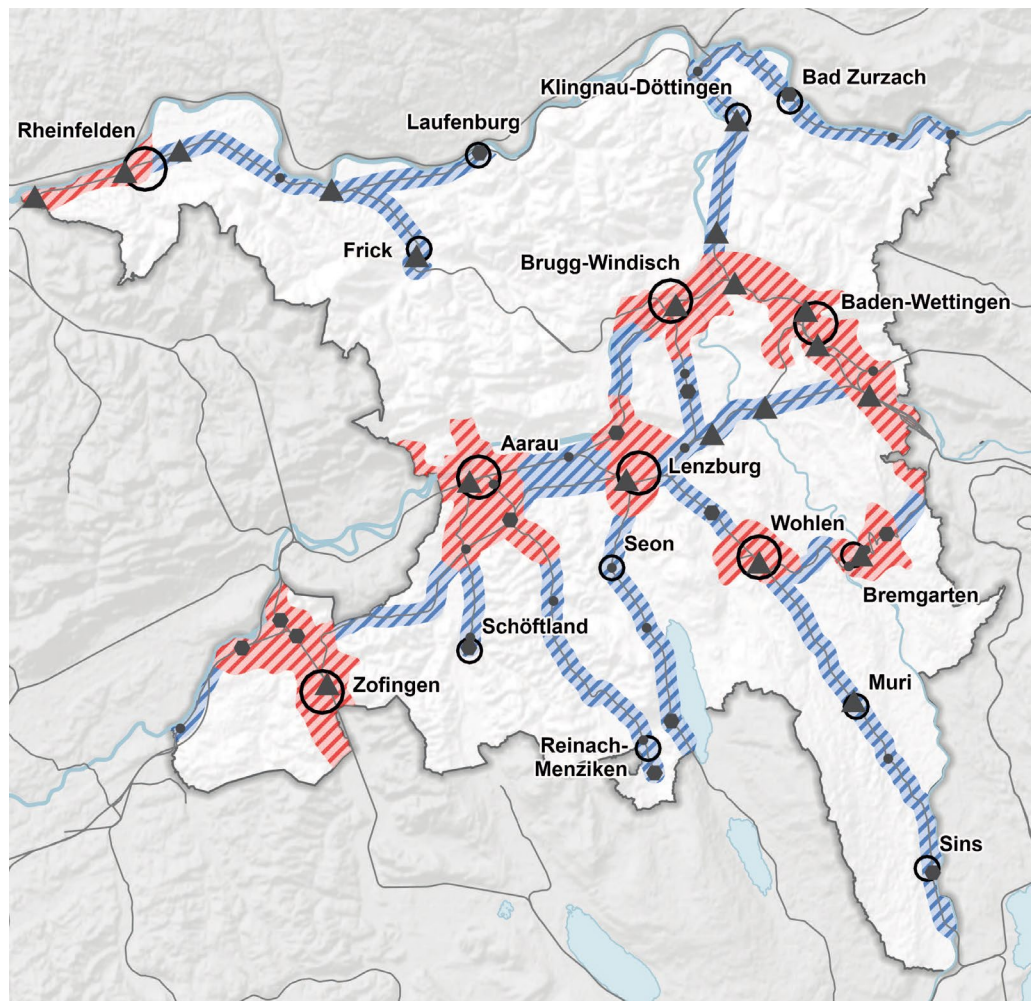 Bad Zurzach
Klingnau-Döttingen
Rheinfelden
Laufenburg
Frick
Brugg-Windisch
Baden-Wettingen
Aarau
Lenzburg
Wohlen
Seon
Bremgarten
Schöftland
Zofingen
Muri
Reinach-
Menziken
Sins